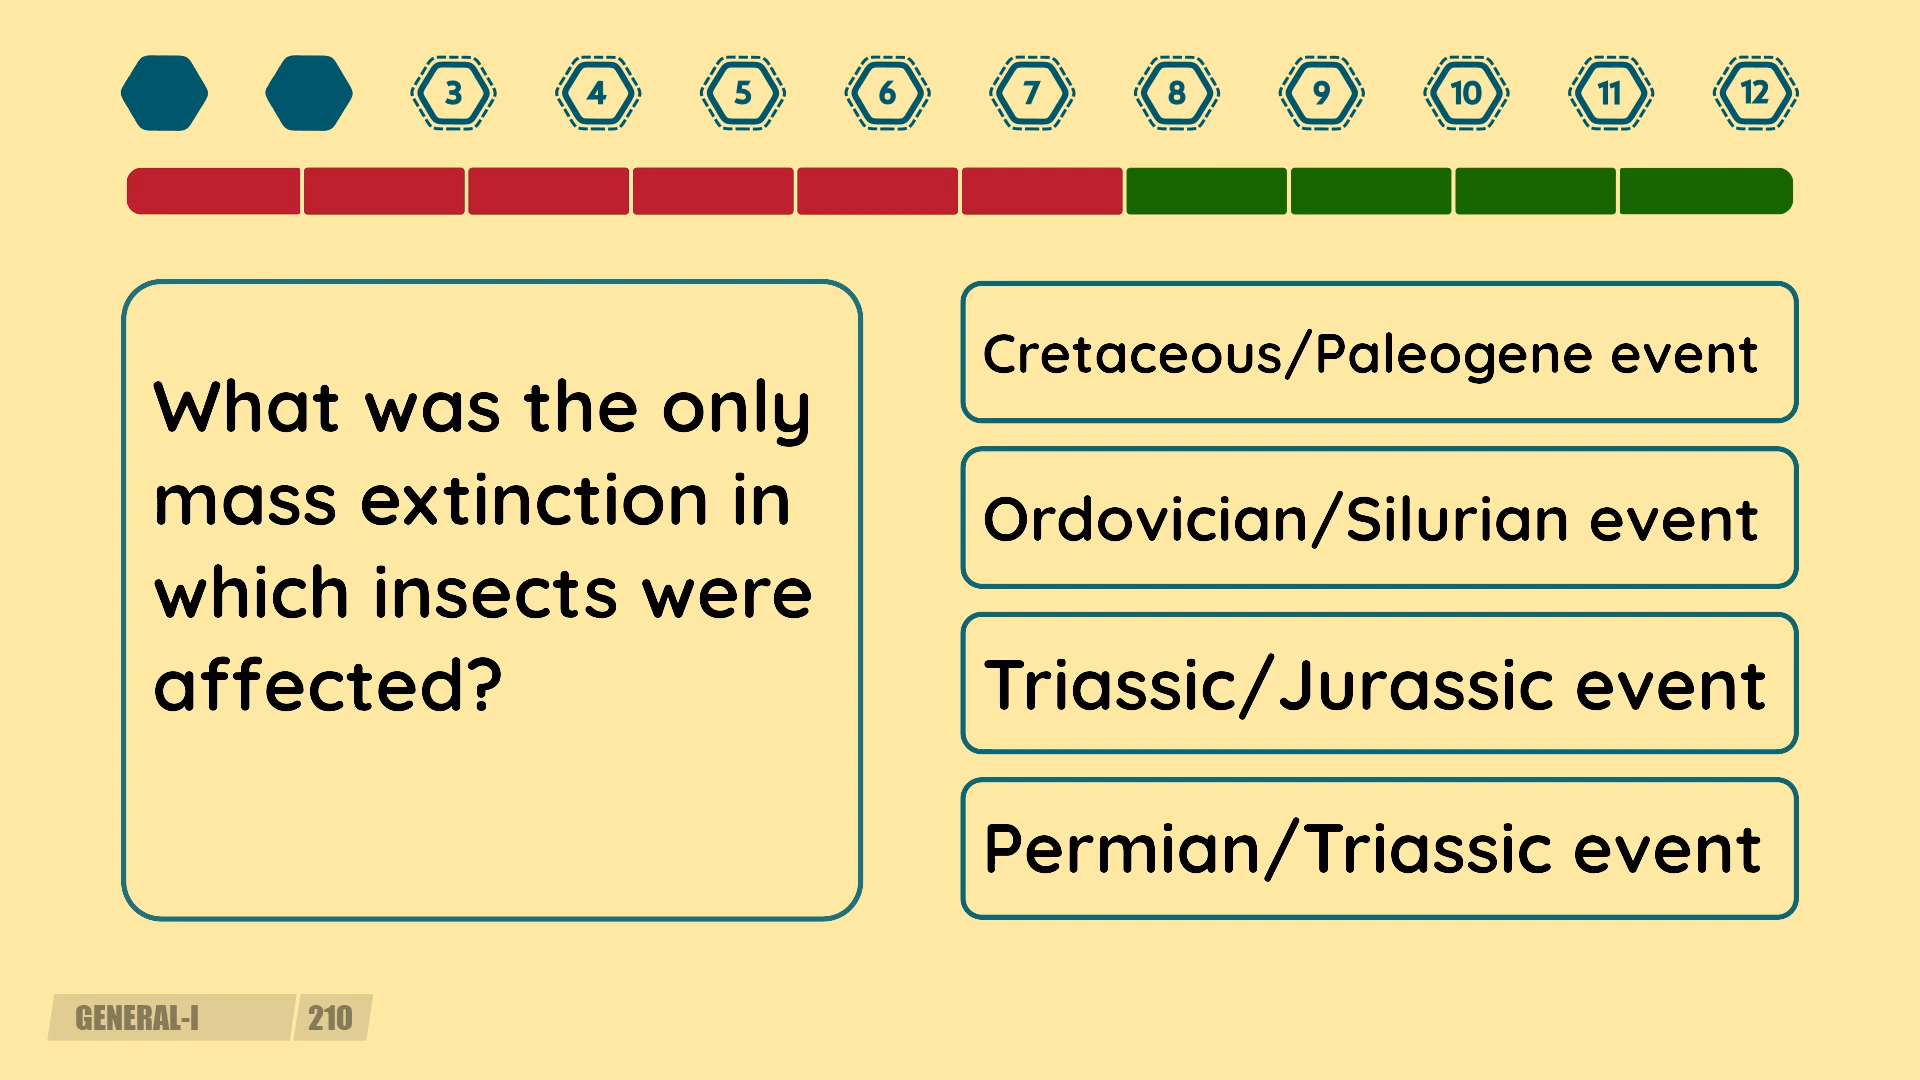 3 4 5 6 7 8 9 10 11 12
What was the only
mass extinction in
which insects were
affected?
Cretaceous/Paleogene event
Ordovician/Silurian event
Triassic/Jurassic event
Permian/Triassic event
GENERAL-I 210